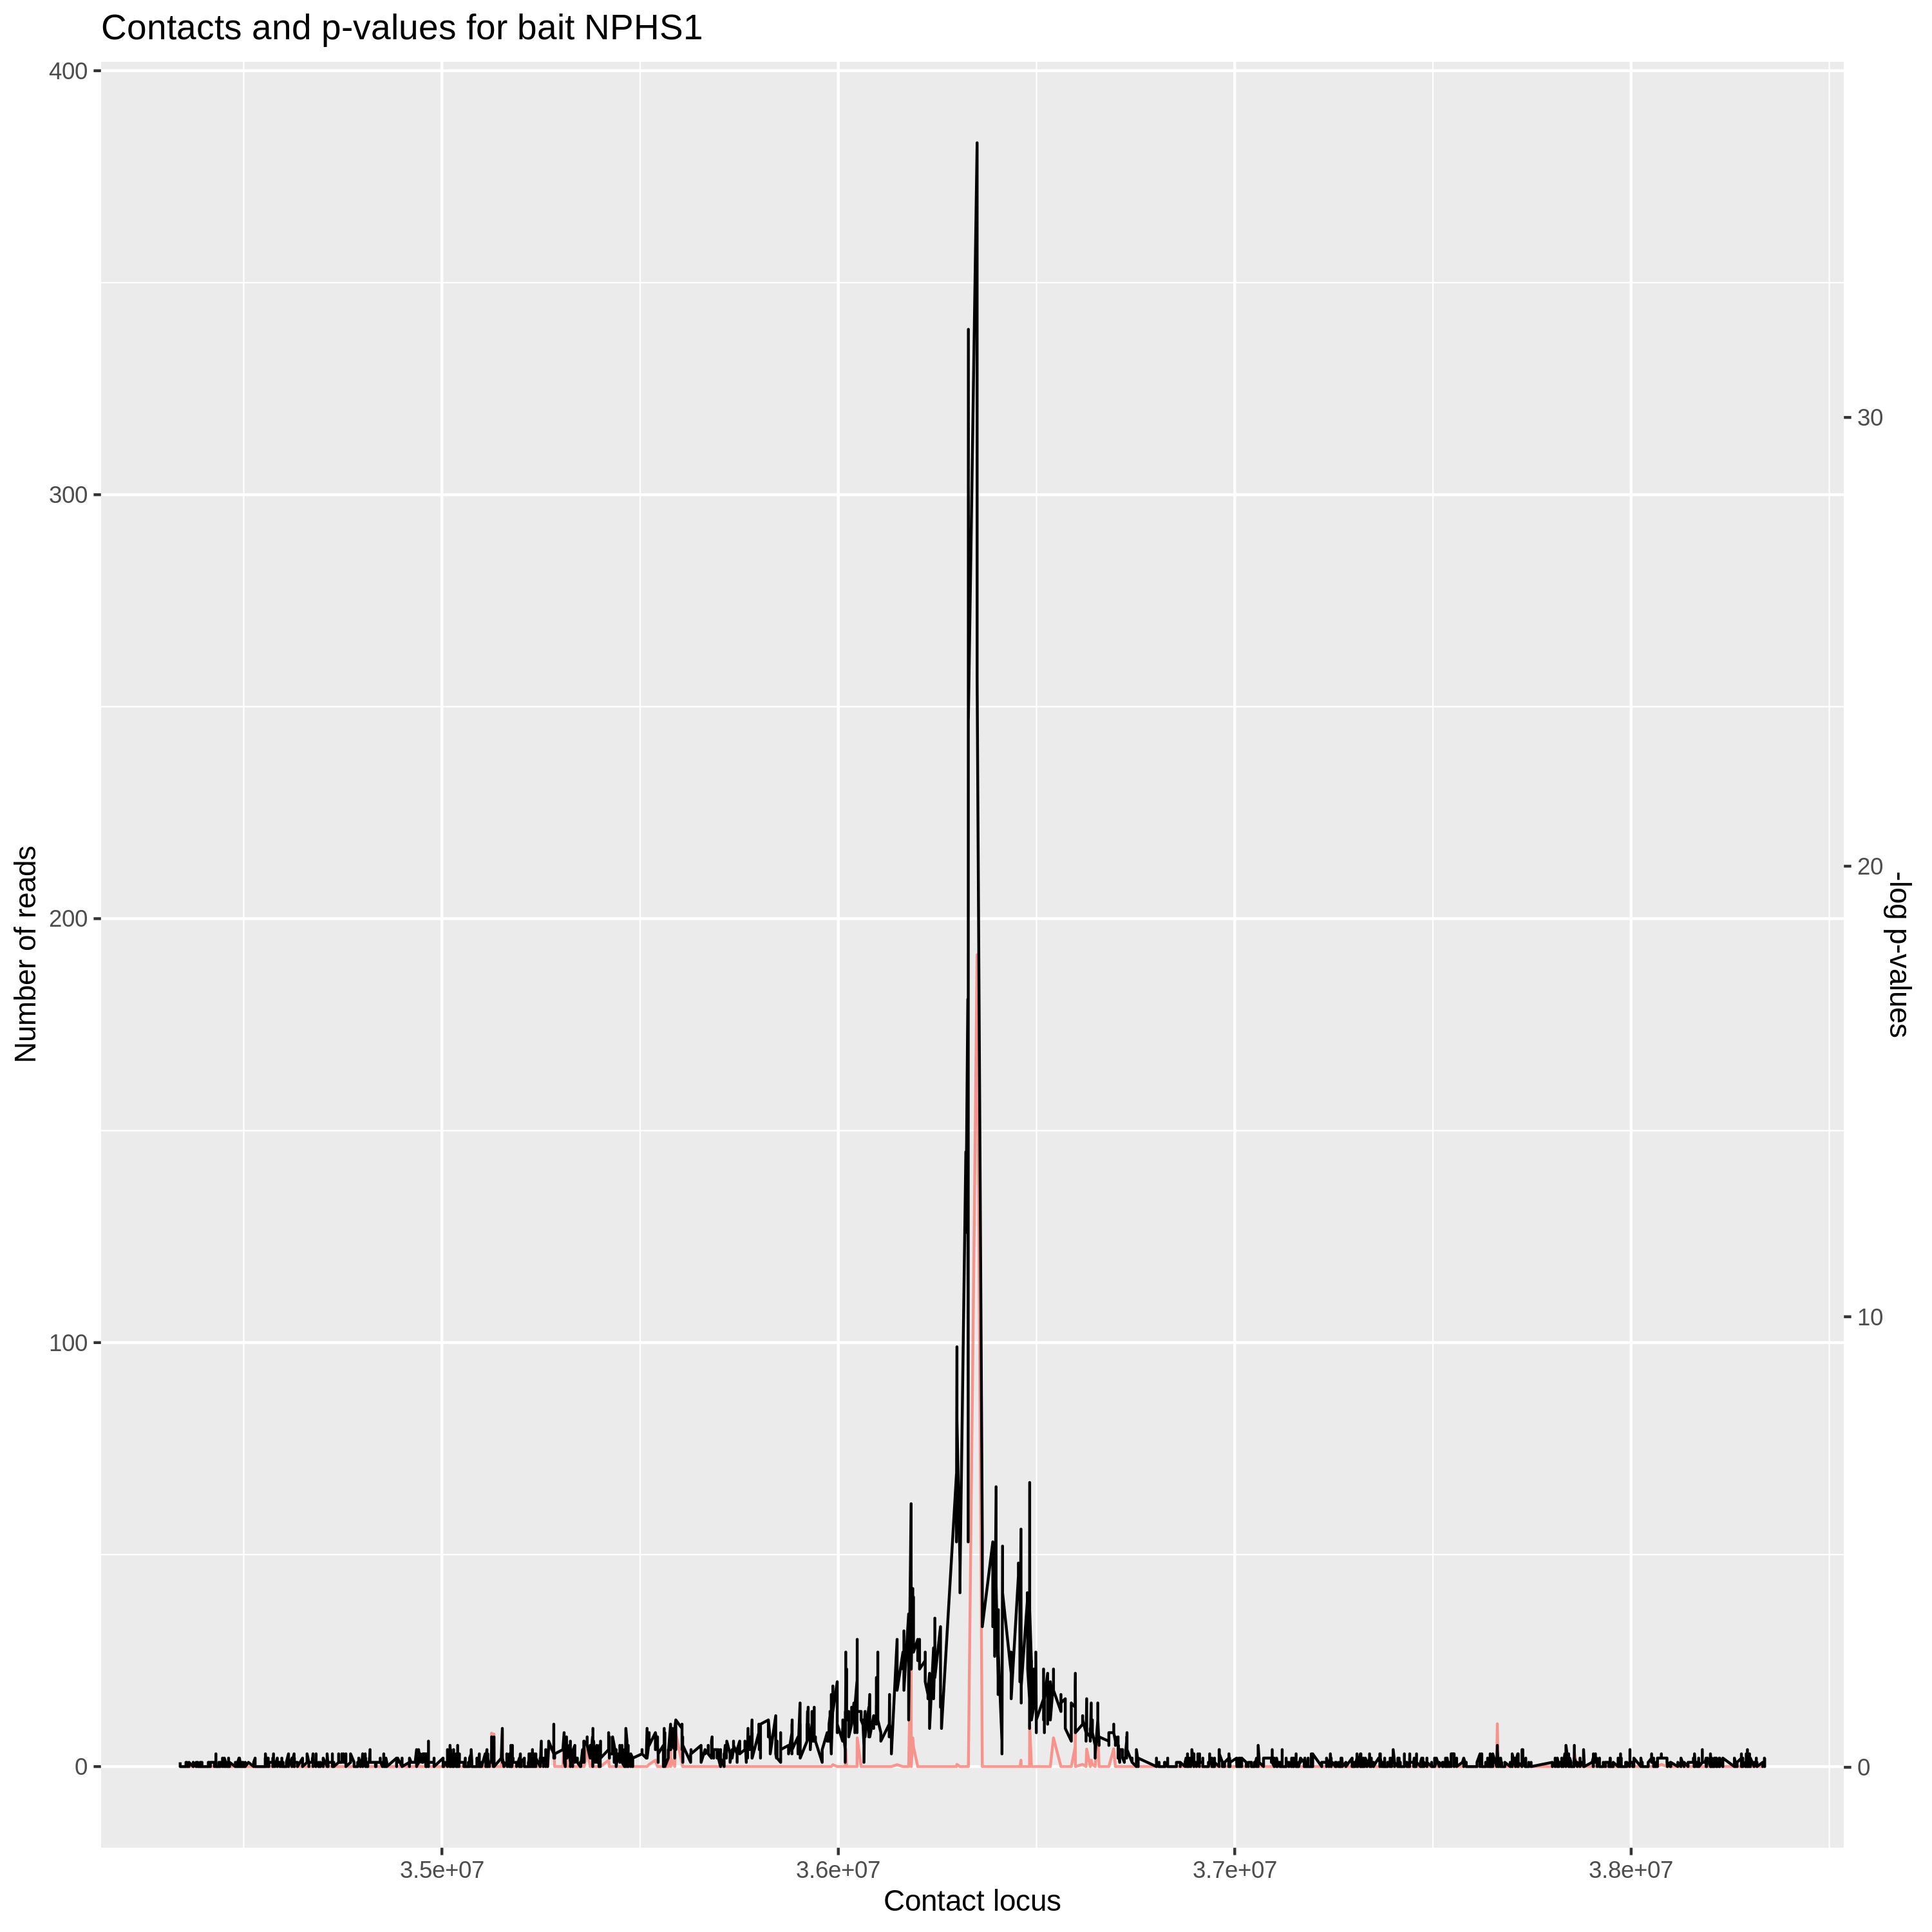 Contacts and p-values for bait NPHS1
400
300
200
100
0
Number of reads
30
20
10
0
-log p-values
3.5e+07
3.6e+07
3.7e+07
3.8e+07
Contact locus